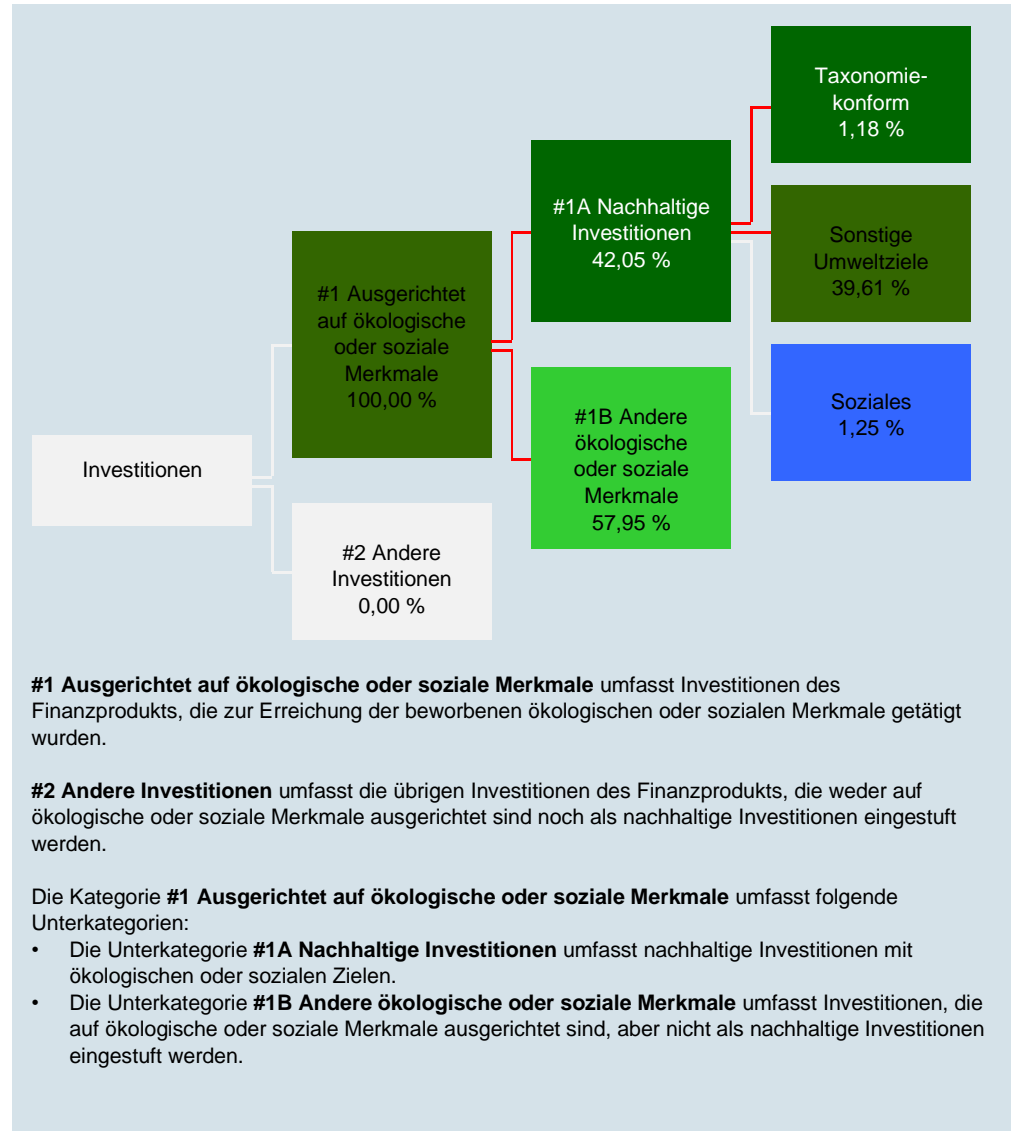 Investitionen
#1 Ausgerichtet
auf ökologische
oder soziale
Merkmale
100,00 %
#2 Andere
Investitionen
0,00 %
#1A Nachhaltige
Investitionen
42,05 %
#1B Andere
ökologische
oder soziale
Merkmale
57,95 %
Taxonomie-
konform
1,18 %
Sonstige
Umweltziele
39,61 %
Soziales
1,25 %
#1 Ausgerichtet auf ökologische oder soziale Merkmale umfasst Investitionen des
Finanzprodukts, die zur Erreichung der beworbenen ökologischen oder sozialen Merkmale getätigt
wurden.
#2 Andere Investitionen umfasst die übrigen Investitionen des Finanzprodukts, die weder auf
ökologische oder soziale Merkmale ausgerichtet sind noch als nachhaltige Investitionen eingestuft
werden.
Die Kategorie #1 Ausgerichtet auf ökologische oder soziale Merkmale umfasst folgende
Unterkategorien:
• Die Unterkategorie #1A Nachhaltige Investitionen umfasst nachhaltige Investitionen mit
ökologischen oder sozialen Zielen.
• Die Unterkategorie #1B Andere ökologische oder soziale Merkmale umfasst Investitionen, die
auf ökologische oder soziale Merkmale ausgerichtet sind, aber nicht als nachhaltige Investitionen
eingestuft werden.